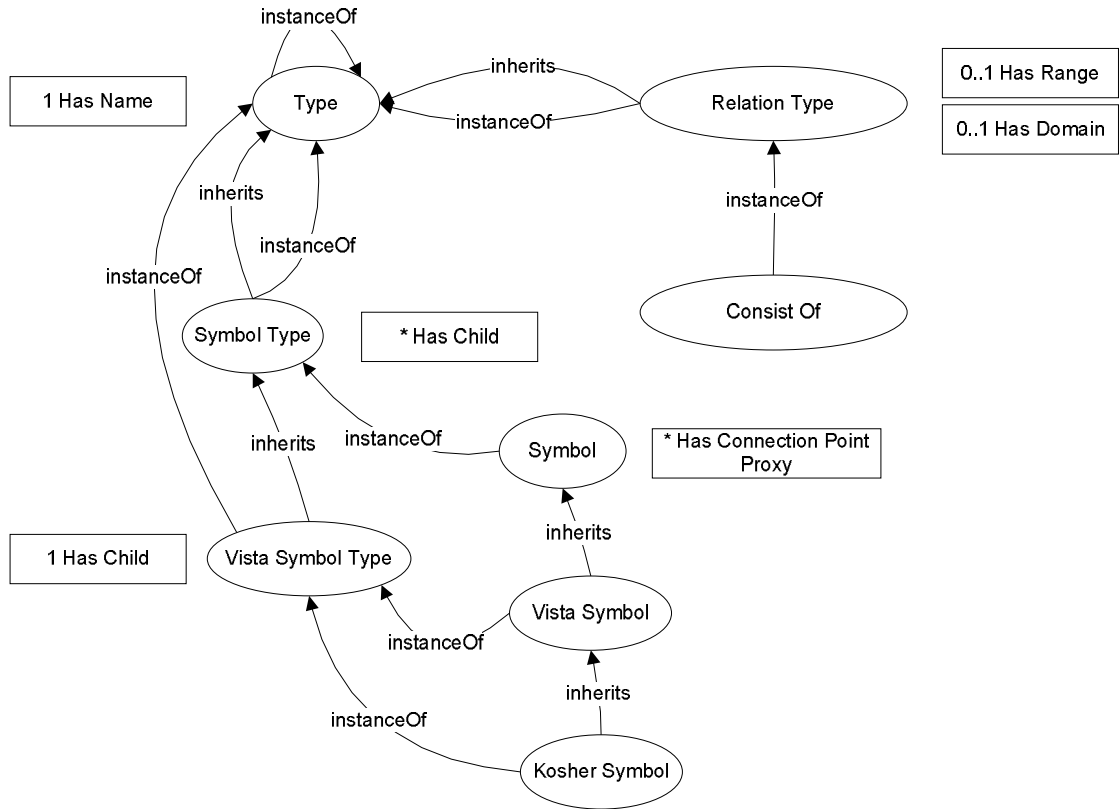 instanceOf
inherits
0..1 Has Range
1 Has Name
Type
Relation Type
instanceOf
0..1 Has Domain
inherits
instanceOf
instanceOf
instanceOf
Consist Of
Symbol Type
* Has Child
inherits
instanceOf
Symbol
* Has Connection Point
Proxy
inherits
1 Has Child
Vista Symbol Type
Vista Symbol
instanceOf
inherits
instanceOf
Kosher Symbol